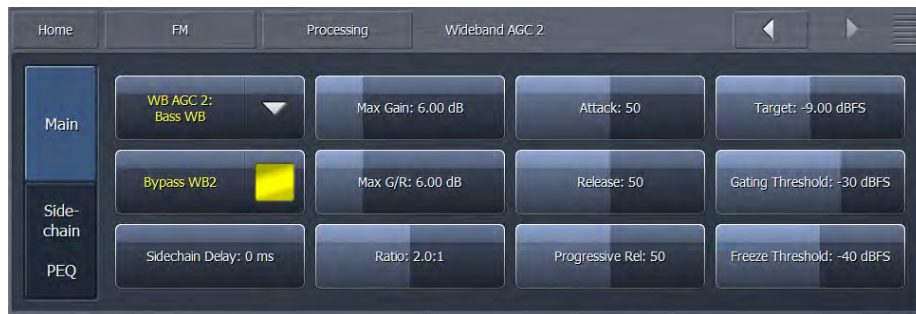 Home FM Processing Wideband AGC 2
Main
WB AGC 2:
Bass WB
Max Gain: 6.00 dB
Attack: 50
Target: -9.00 dBFS
Bypass WB2
Max G/R: 6.00 dB
Release: 50
Gating Threshold: -30 dBFS
Side-
chain
PEQ
Sidechain Delay: 0 ms
Ratio: 2.0:1
Progressive Rel: 50
Freeze Threshold: -40 dBFS